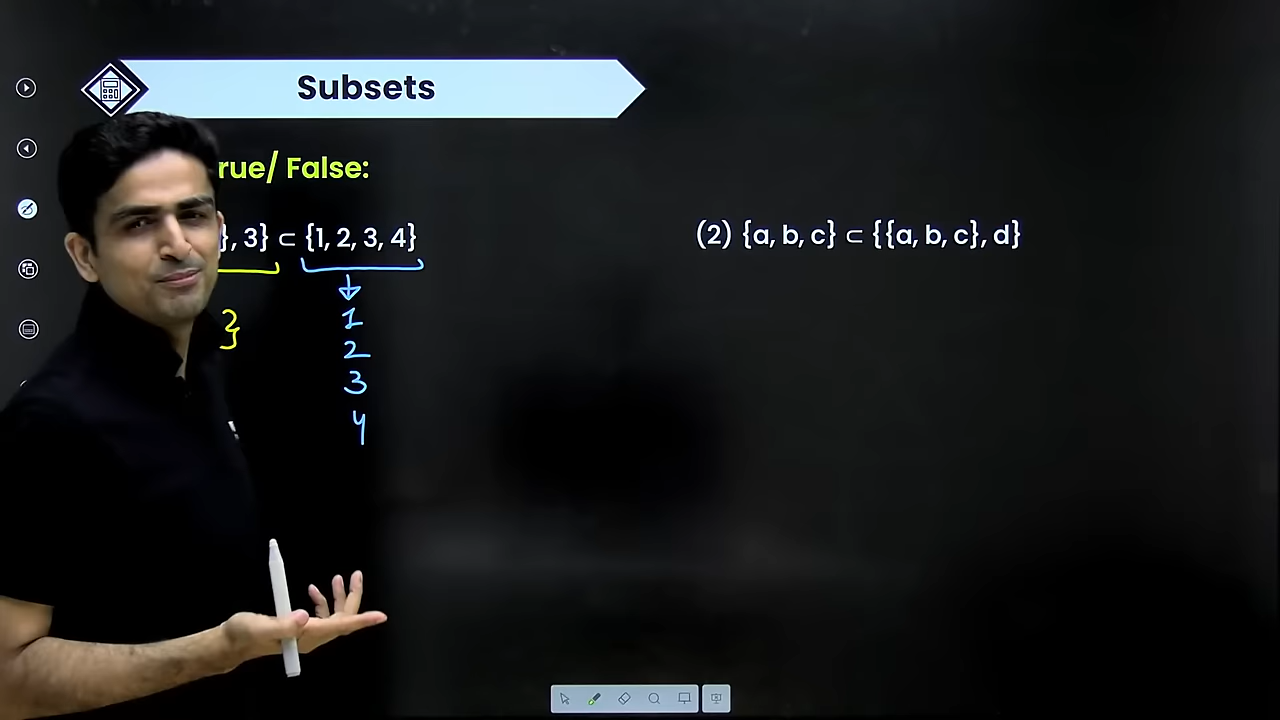 Subsets
rue/ False:
}, 3} ⊂ {1, 2, 3, 4}
(2) {a, b, c} ⊂ {{a, b, c}, d}
1
2
3
4